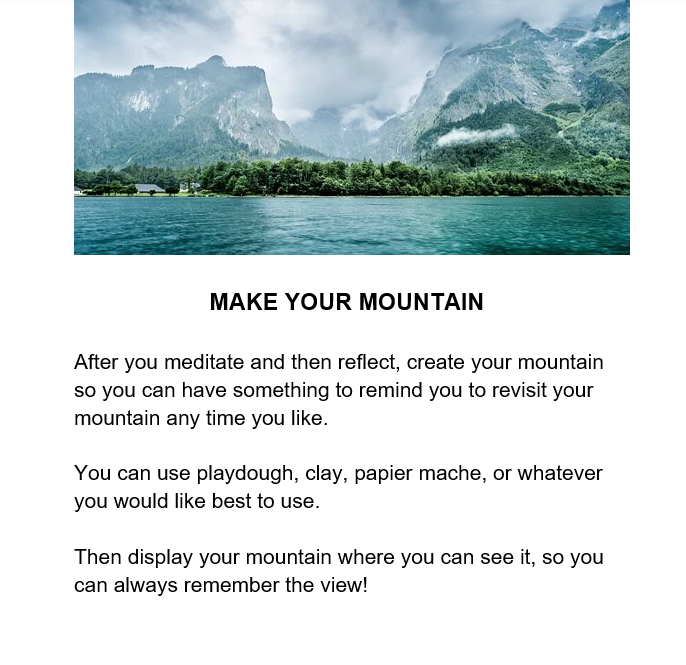 MAKE YOUR MOUNTAIN
After you meditate and then reflect, create your mountain
so you can have something to remind you to revisit your
mountain any time you like.
You can use playdough, clay, papier mache, or whatever
you would like best to use.
Then display your mountain where you can see it, so you
can always remember the view!